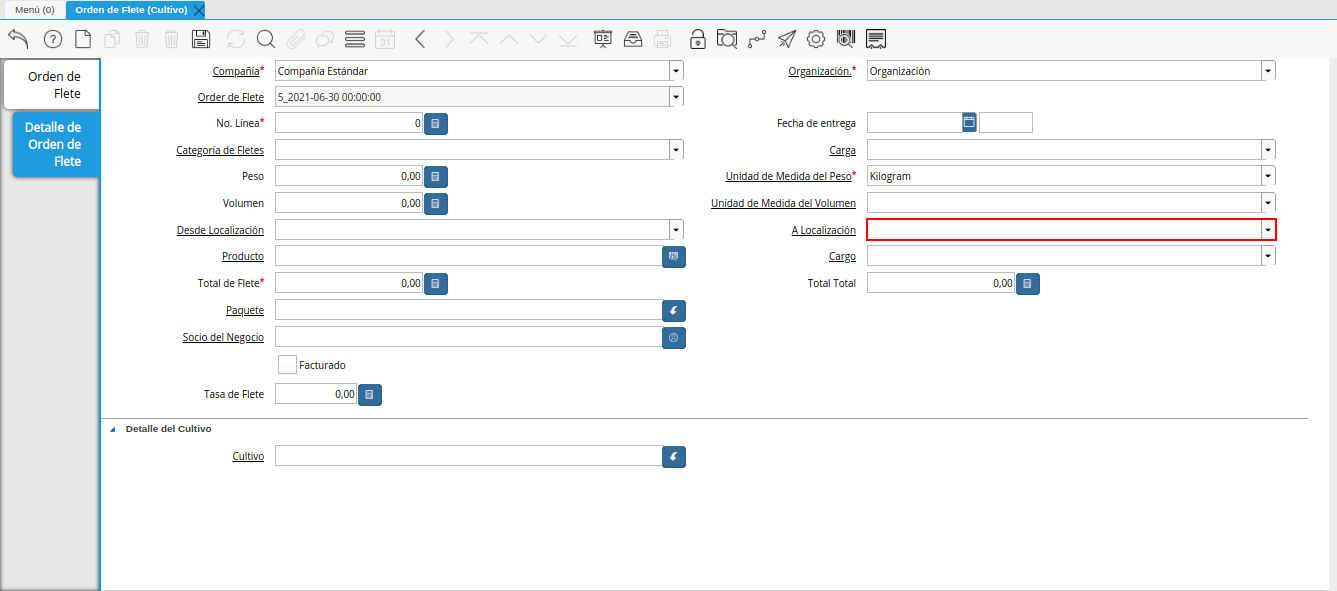 Menú (0)
Orden de Flete (Cultivo)
31
Orden de
Flete
Detalle de
Orden de
Flete
Compañía* Compañía Estándar
Organización.* Organización
Order de Flete 5_2021-06-30 00:00:00
No. Línea* 0
Fecha de entrega
Categoría de Fletes
Carga
Peso 0,00
Unidad de Medida del Peso* Kilogram
Volumen 0,00
Unidad de Medida del Volumen
Desde Localización
A Localización
Producto
Cargo
Total de Flete* 0,00
Total Total 0,00
Paquete
Socio del Negocio
Facturado
Tasa de Flete 0,00
Detalle del Cultivo
Cultivo